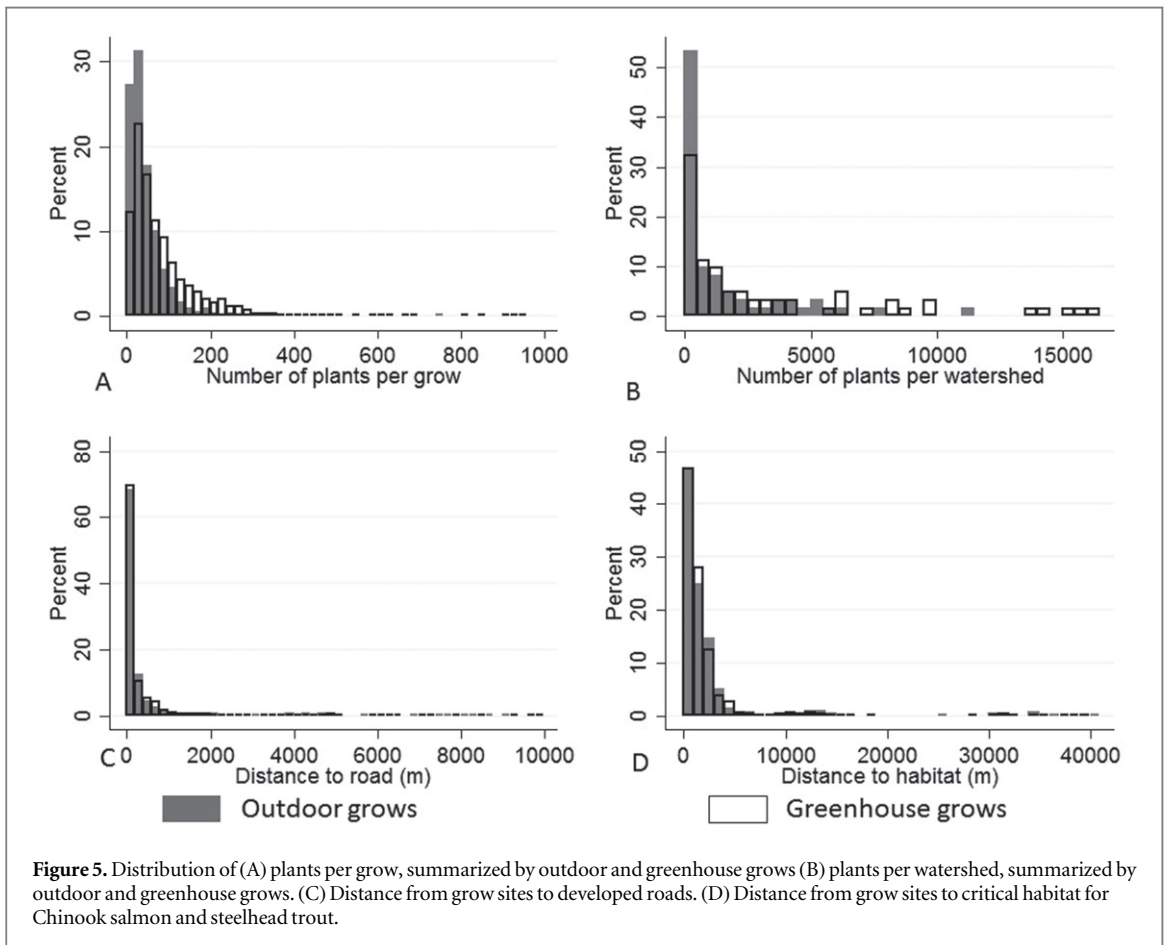 30
20
10
0
Percent
0 200 400 600 800 1000
Number of plants per grow
A
50
40
30
20
10
0
Percent
0 5000 10000 15000
Number of plants per watershed
B
80
60
40
20
0
Percent
0 2000 4000 6000 8000 10000
Distance to road (m)
C
50
40
30
20
10
0
Percent
0 10000 20000 30000 40000
Distance to habitat (m)
D
Outdoor grows
Greenhouse grows
Figure 5. Distribution of (A) plants per grow, summarized by outdoor and greenhouse grows (B) plants per watershed, summarized by
outdoor and greenhouse grows. (C) Distance from grow sites to developed roads. (D) Distance from grow sites to critical habitat for
Chinook salmon and steelhead trout.